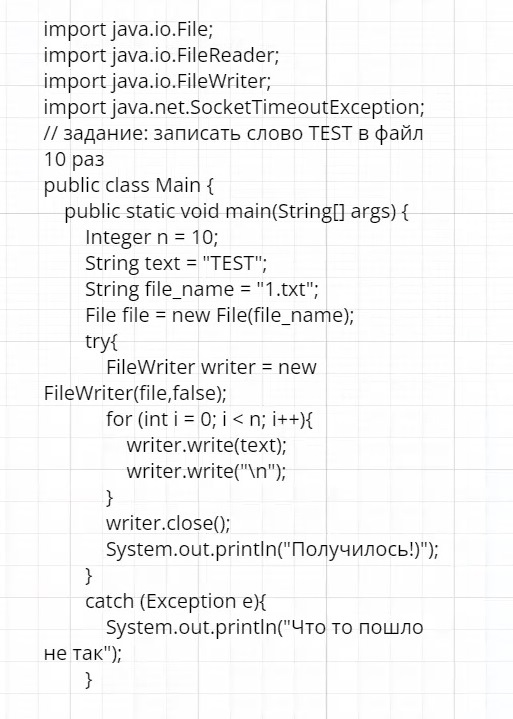 import java.io.File;
import java.io.FileReader;
import java.io.FileWriter;
import java.net.SocketTimeoutException;
// задание: записать слово TEST в файл
10 раз
public class Main {
public static void main(String[] args) {
Integer n = 10;
String text = "TEST";
String file_name = "1.txt";
File file = new File(file_name);
try{
FileWriter writer = new
FileWriter(file,false);
for (int i = 0; i < n; i++){
writer.write(text);
writer.write("\n");
}
writer.close();
System.out.println("Получилось!)");
}
catch (Exception e){
System.out.println("Что то пошло
не так");
}